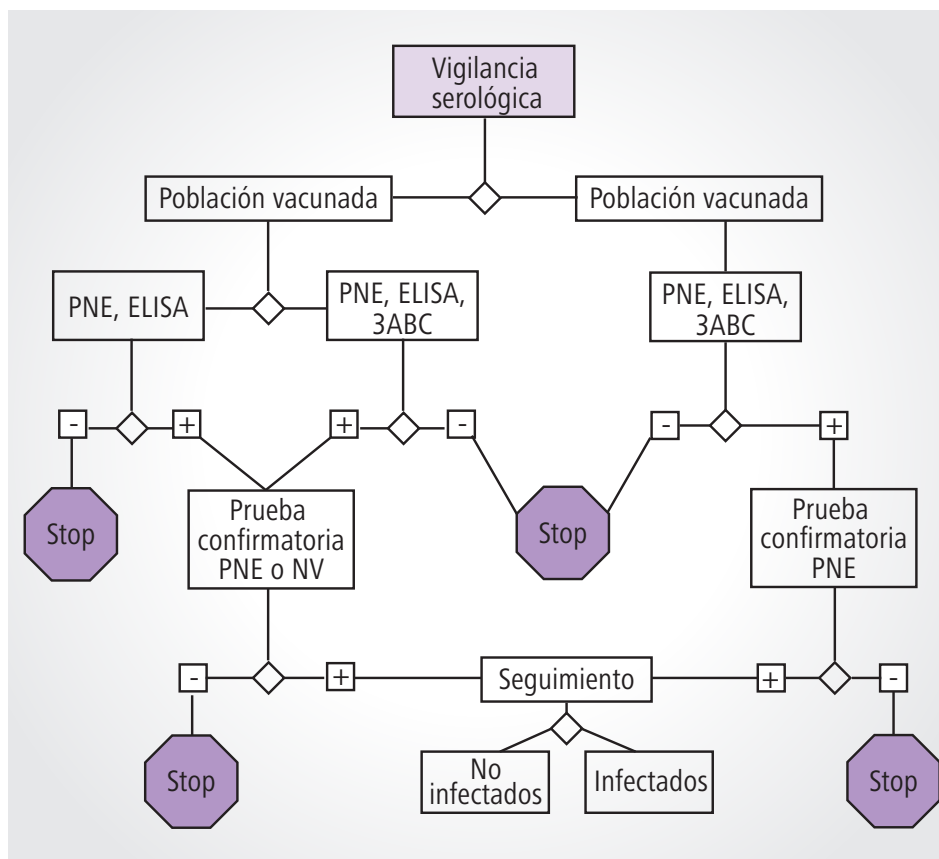 Vigilancia
serológica
Población vacunada
Población vacunada
PNE, ELISA
PNE, ELISA,
3ABC
PNE, ELISA,
3ABC
-
+
+
-
-
+
Stop
Prueba
confirmatoria
PNE o NV
Stop
Prueba
confirmatoria
PNE
-
+
Seguimiento
+
-
Stop
No
infectados
Infectados
Stop